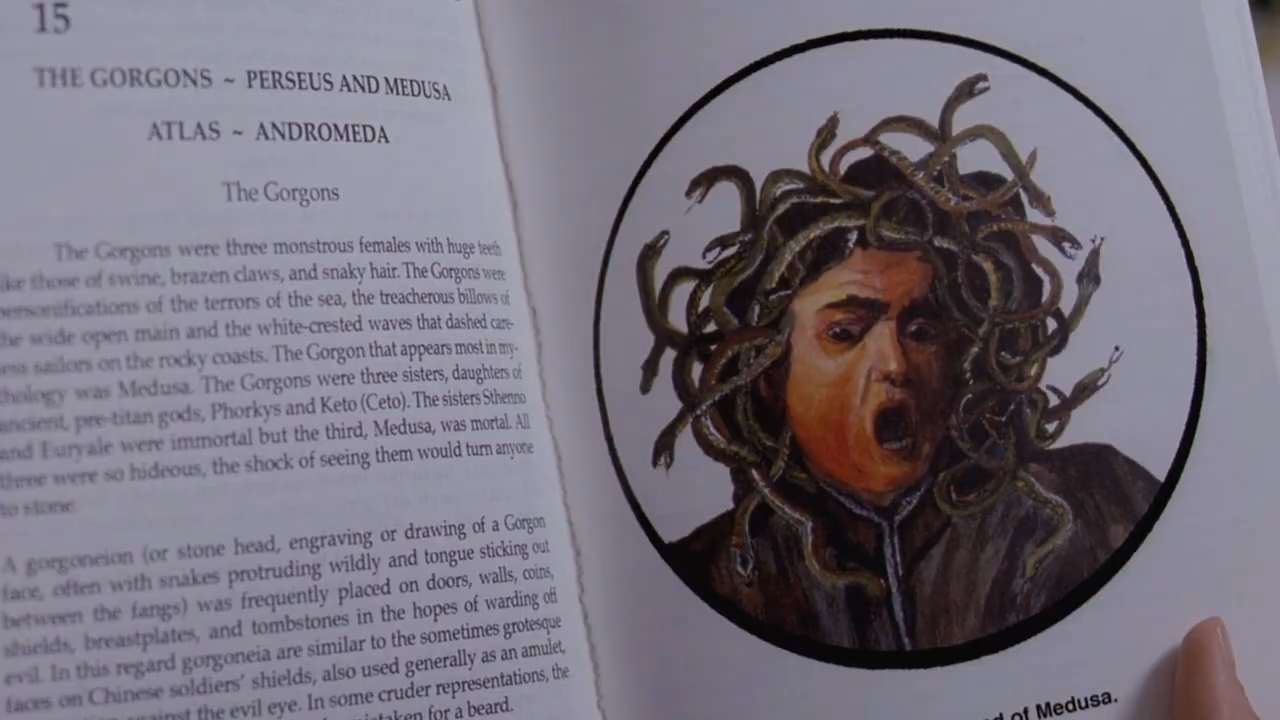 15
THE GORGONS ~ PERSEUS AND MEDUSA
ATLAS ~ ANDROMEDA
The Gorgons
The Gorgons were three monstrous females with huge teeth
like those of swine, brazen claws, and snaky hair. The Gorgons were
personifications of the terrors of the sea, the treacherous billows of
the wide open main and the white-crested waves that dashed care-
less sailors on the rocky coasts. The Gorgon that appears most in my-
thology was Medusa. The Gorgons were three sisters, daughters of
ancient, pre-titan gods, Phorkys and Keto (Ceto). The sisters Sthenno
and Euryale were immortal but the third, Medusa, was mortal. All
three were so hideous, the shock of seeing them would turn anyone
to stone.
A gorgoneion (or stone head, engraving or drawing of a Gorgon
face, often with snakes protruding wildly and tongue sticking out
between the fangs) was frequently placed on doors, walls, coins,
shields, breastplates, and tombstones in the hopes of warding off
evil. In this regard gorgoneia are similar to the sometimes grotesque
faces on Chinese soldiers' shields, also used generally as an amulet,
against the evil eye. In some cruder representations, the
for a beard.
of Medusa.